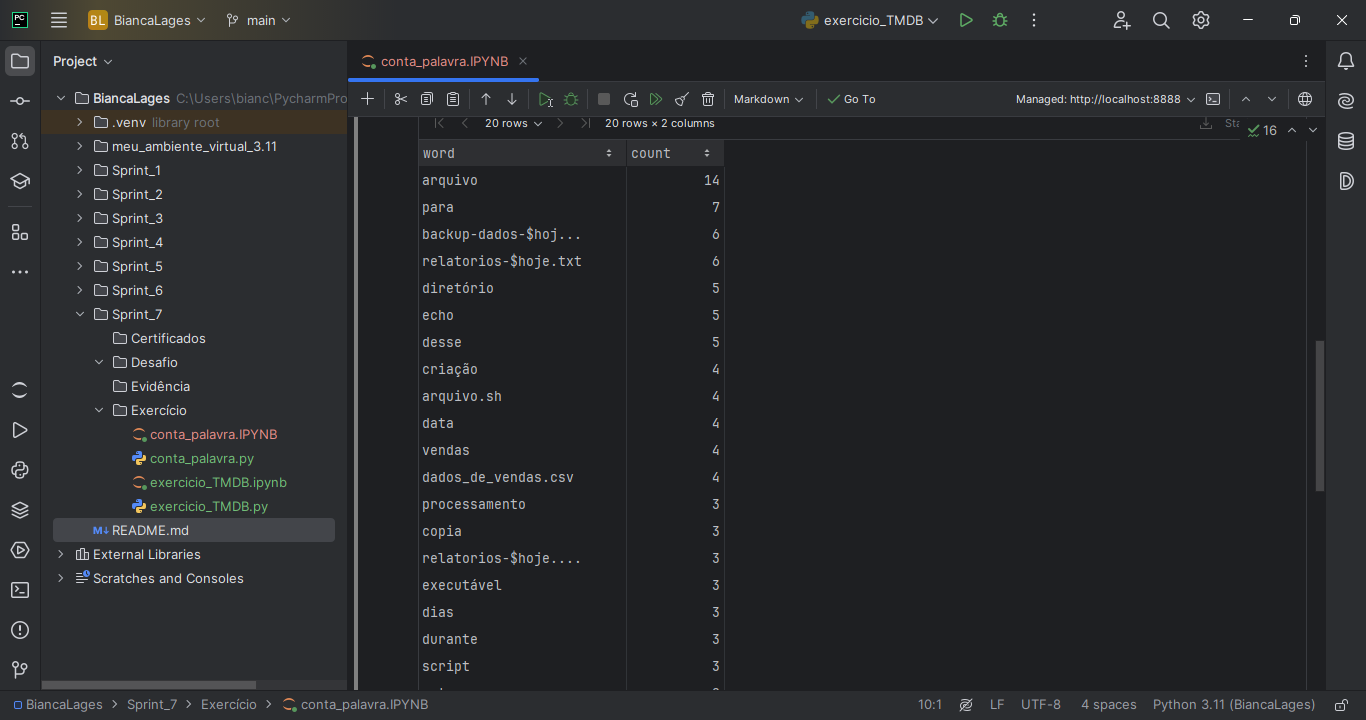 PC
BL BiancaLages main
exercicio_TMDB
Project
conta_palavra.IPYNB
BiancaLages C:\Users\bianc\PycharmPro
.venv library root
meu_ambiente_virtual_3.11
Sprint_1
Sprint_2
Sprint_3
Sprint_4
Sprint_5
Sprint_6
Sprint_7
Certificados
Desafio
Evidência
Exercício
conta_palavra.IPYNB
conta_palavra.py
exercicio_TMDB.ipynb
exercicio_TMDB.py
M↓ README.md
External Libraries
Scratches and Consoles
Markdown Go To Managed: http://localhost:8888
20 rows 20 rows × 2 columns
16
word count
arquivo 14
para 7
backup-dados-$hoj... 6
relatorios-$hoje.txt 6
diretório 5
echo 5
desse 5
criação 4
arquivo.sh 4
data 4
vendas 4
dados_de_vendas.csv 4
processamento 3
copia 3
relatorios-$hoje.... 3
executável 3
dias 3
durante 3
script 3
BiancaLages > Sprint_7 > Exercício > conta_palavra.IPYNB
10:1 LF UTF-8 4 spaces Python 3.11 (BiancaLages)